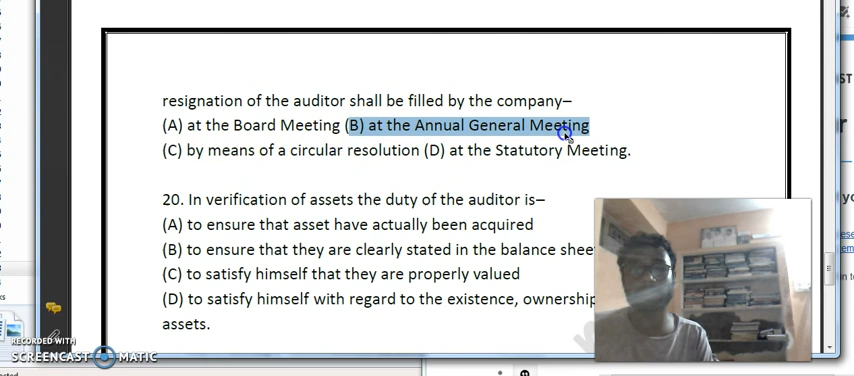 resignation of the auditor shall be filled by the company–
(A) at the Board Meeting (B) at the Annual General Meeting
(C) by means of a circular resolution (D) at the Statutory Meeting.
20. In verification of assets the duty of the auditor is–
(A) to ensure that asset have actually been acquired
(B) to ensure that they are clearly stated in the balance shee
(C) to satisfy himself that they are properly valued
(D) to satisfy himself with regard to the existence, ownership
assets.
RECORDED WITH
SCREENCAST MATIC